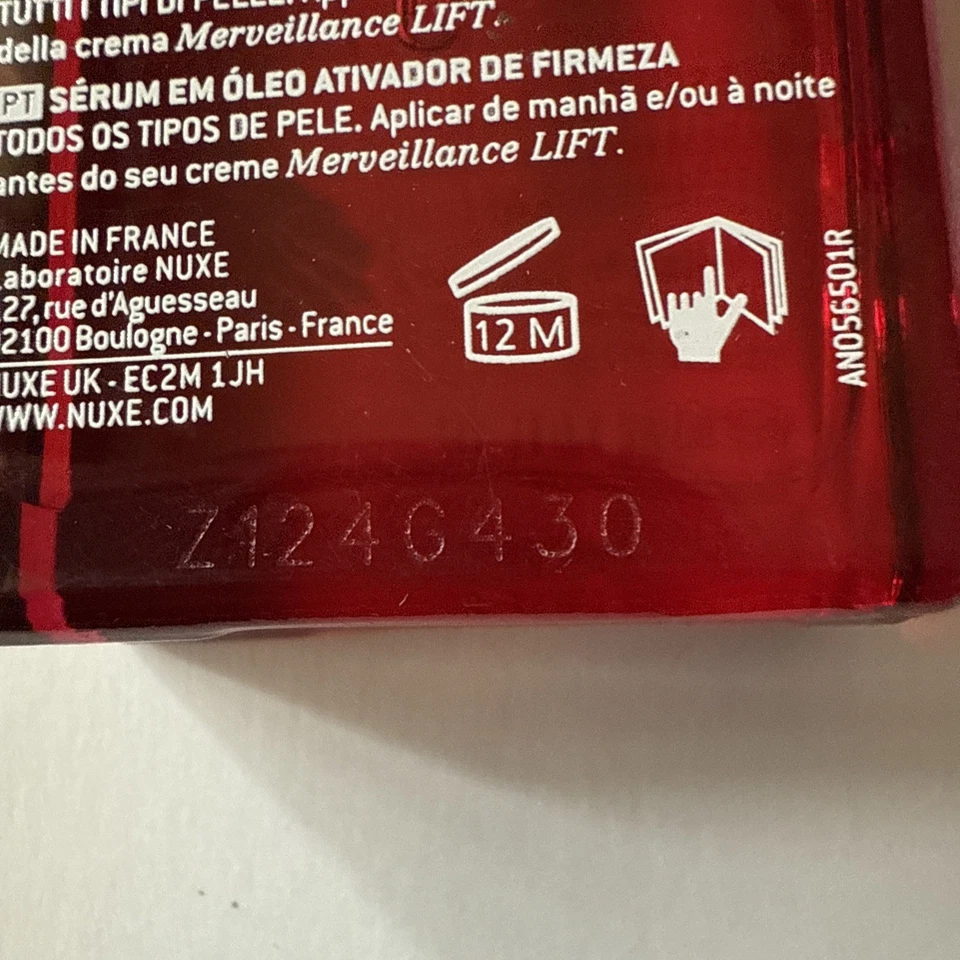 della crema Merveillance LIFT.
PT SÉRUM EM ÓLEO ATIVADOR DE FIRMEZA
TODOS OS TIPOS DE PELE. Aplicar de manhã e/ou à noite
antes do seu creme Merveillance LIFT.
MADE IN FRANCE
Laboratoire NUXE
27, rue d'Aguesseau
2100 Boulogne - Paris - France
UXE UK - EC2M 1JH
WWW.NUXE.COM
12 M
AN056501R
Z124G430